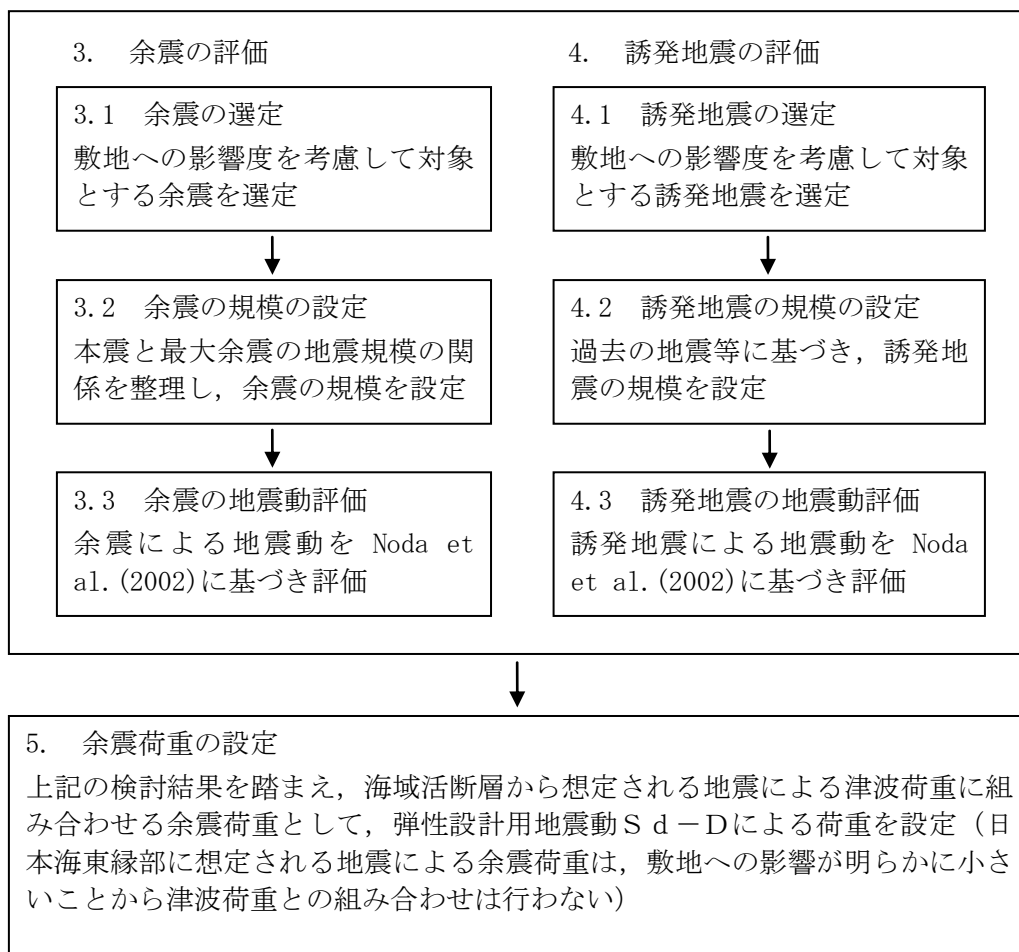 3.　余震の評価
3.1　余震の選定
敷地への影響度を考慮して対象
とする余震を選定
3.2　余震の規模の設定
本震と最大余震の地震規模の関
係を整理し，余震の規模を設定
3.3　余震の地震動評価
余震による地震動を Noda et
al.(2002)に基づき評価
4.　誘発地震の評価
4.1　誘発地震の選定
敷地への影響度を考慮して対象
とする誘発地震を選定
4.2　誘発地震の規模の設定
過去の地震等に基づき，誘発地
震の規模を設定
4.3　誘発地震の地震動評価
誘発地震による地震動を Noda
et al.(2002)に基づき評価
5.　余震荷重の設定
上記の検討結果を踏まえ，海域活断層から想定される地震による津波荷重に組
み合わせる余震荷重として，弾性設計用地震動Ｓｄ－Ｄによる荷重を設定（日
本海東縁部に想定される地震による余震荷重は，敷地への影響が明らかに小さ
いことから津波荷重との組み合わせは行わない）